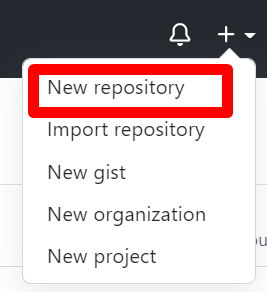 New repository
Import repository
New gist
New organization
New project